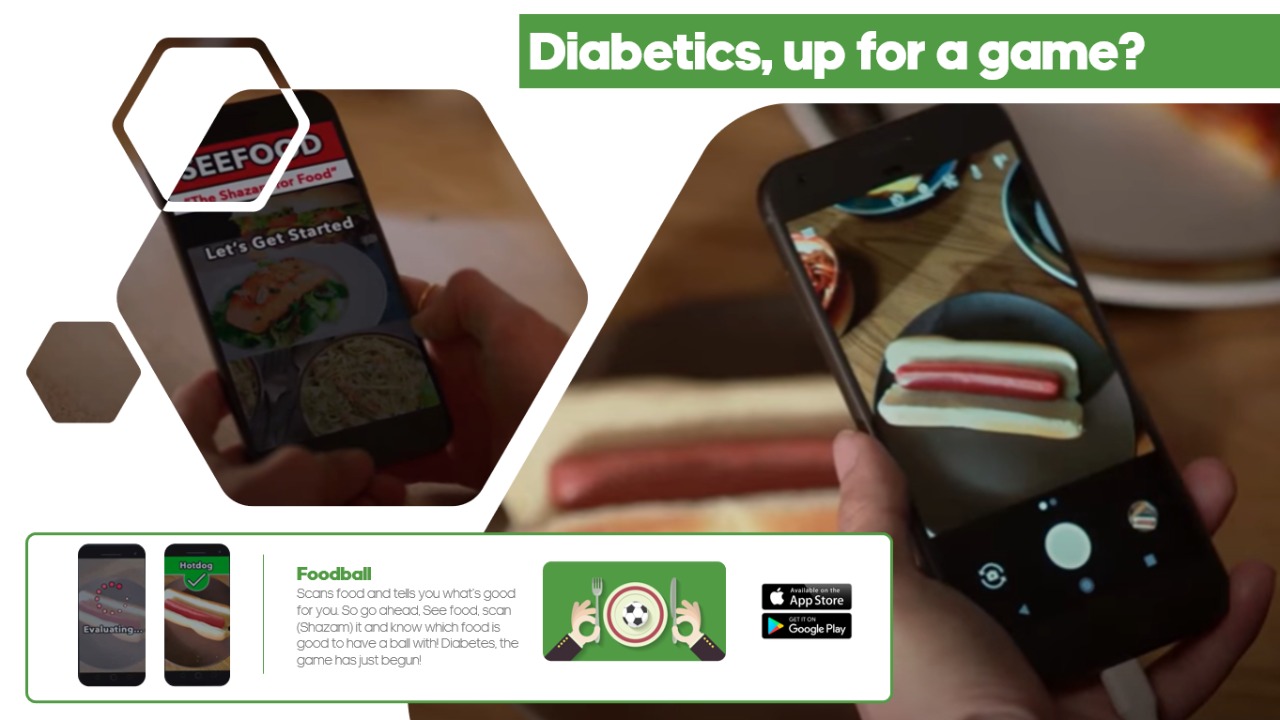 Diabetics, up for a game?
SEEFOOD
"The Shazam for Food"
Let's Get Started
Evaluating...
Hotdog
Foodball
Scans food and tells you what's good
for you. So go ahead, See food, scan
(Shazam) it and know which food is
good to have a ball with! Diabetes, the
game has just begun!
Available on the
App Store
GET IT ON
Google Play